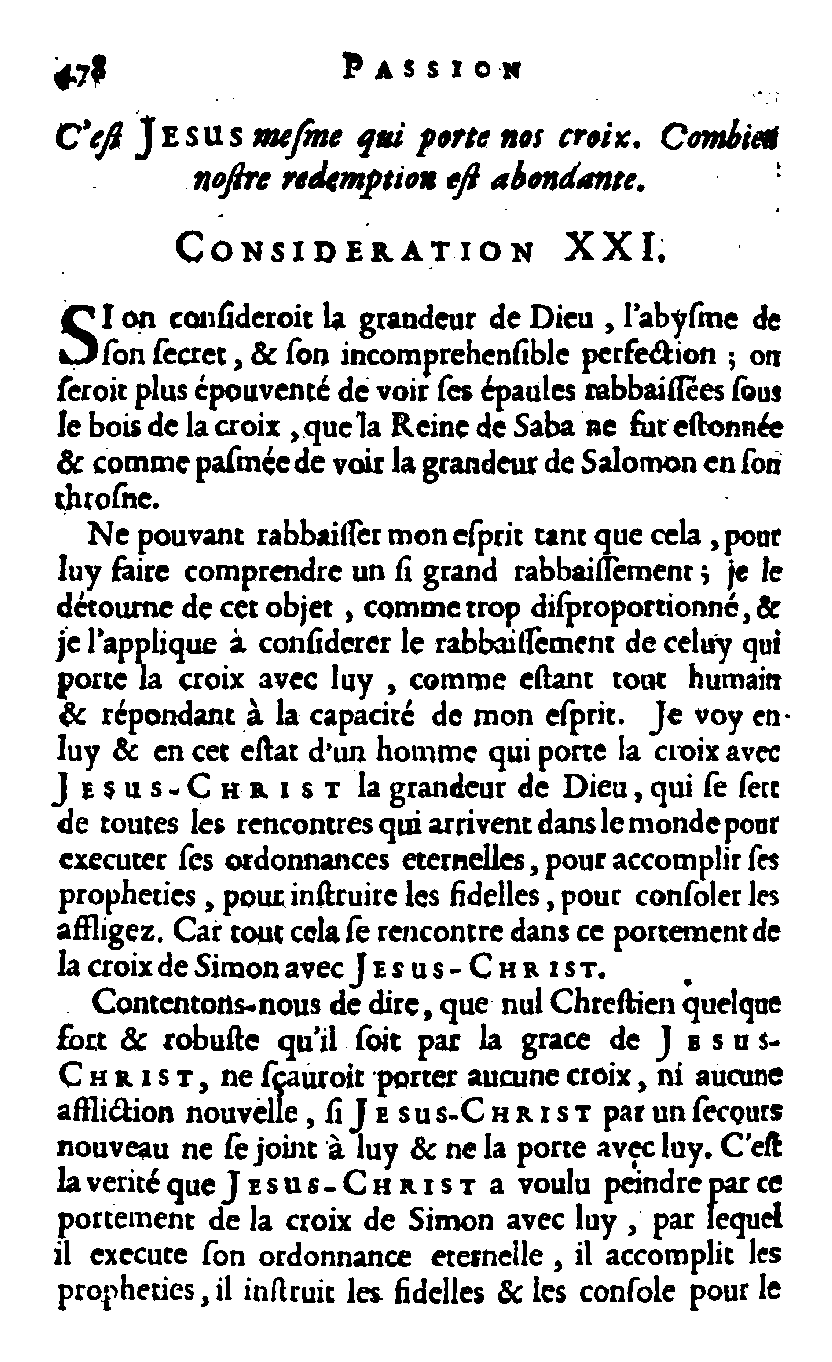 478 PASSION
C'eſt JESUS meſme qui porte nos croix. Combien
noſtre redemption eſt abondante.
CONSIDERATION XXI.
SI on conſideroit la grandeur de Dieu, l'abyſme de
ſon ſecret, & ſon incomprehenſible perfection ; on
ſeroit plus épouventé de voir ſes épaules rabbaiſſées ſous
le bois de la croix, que la Reine de Saba ne fut eſtonnée
& comme paſmée de voir la grandeur de Salomon en ſon
throſne.
Ne pouvant rabbaiſſer mon eſprit tant que cela, pour
luy faire comprendre un ſi grand rabbaiſſement ; je le
détourne de cet objet, comme trop diſproportionné, &
je l'applique à conſiderer le rabbaiſſement de celuy qui
porte la croix avec luy, comme eſtant tout humain
& répondant à la capacité de mon eſprit. Je voy en
luy & en cet eſtat d'un homme qui porte la croix avec
JESUS-CHRIST la grandeur de Dieu, qui ſe ſert
de toutes les rencontres qui arrivent dans le monde pour
executer ſes ordonnances eternelles, pour accomplir ſes
propheties, pour inſtruire les fidelles, pour conſoler les
affligez. Car tout cela ſe rencontre dans ce portement de
la croix de Simon avec JESUS-CHRIST.
Contentons-nous de dire, que nul Chreſtien quelque
fort & robuſte qu'il ſoit par la grace de JESUS-
CHRIST, ne ſçauroit porter aucune croix, ni aucune
affliction nouvelle, ſi JESUS-CHRIST par un ſecours
nouveau ne ſe joint à luy & ne la porte avec luy. C'eſt
la verité que JESUS-CHRIST a voulu peindre par ce
portement de la croix de Simon avec luy, par lequel
il execute ſon ordonnance eternelle, il accomplit les
propheties, il inſtruit les fidelles & les conſole pour le